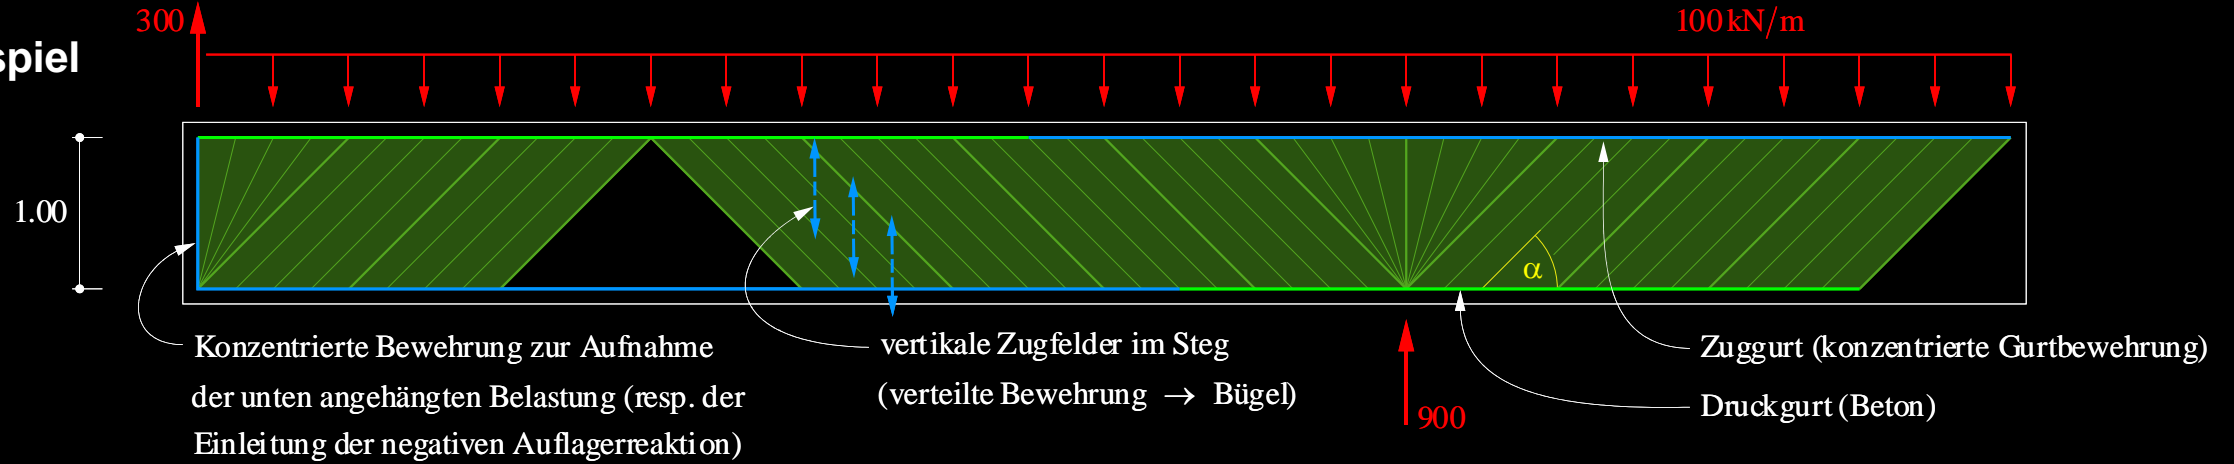 spiel
300
100 kN/m
1.00
α
Konzentrierte Bewehrung zur Aufnahme
der unten angehängten Belastung (resp. der
Einleitung der negativen Auflagerreaktion)
vertikale Zugfelder im Steg
(verteilte Bewehrung → Bügel)
900
Zuggurt (konzentrierte Gurtbewehrung)
Druckgurt (Beton)